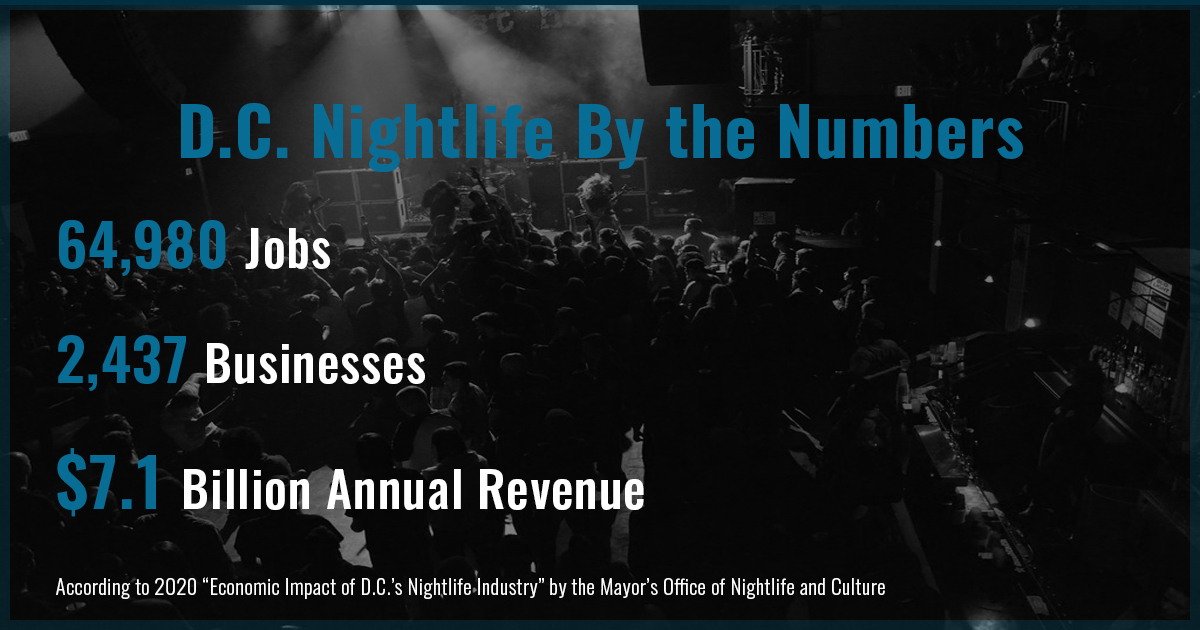 D.C. Nightlife By the Numbers
64,980 Jobs
2,437 Businesses
$7.1 Billion Annual Revenue
According to 2020 “Economic Impact of D.C.’s Nightlife Industry” by the Mayor’s Office of Nightlife and Culture
EXIT